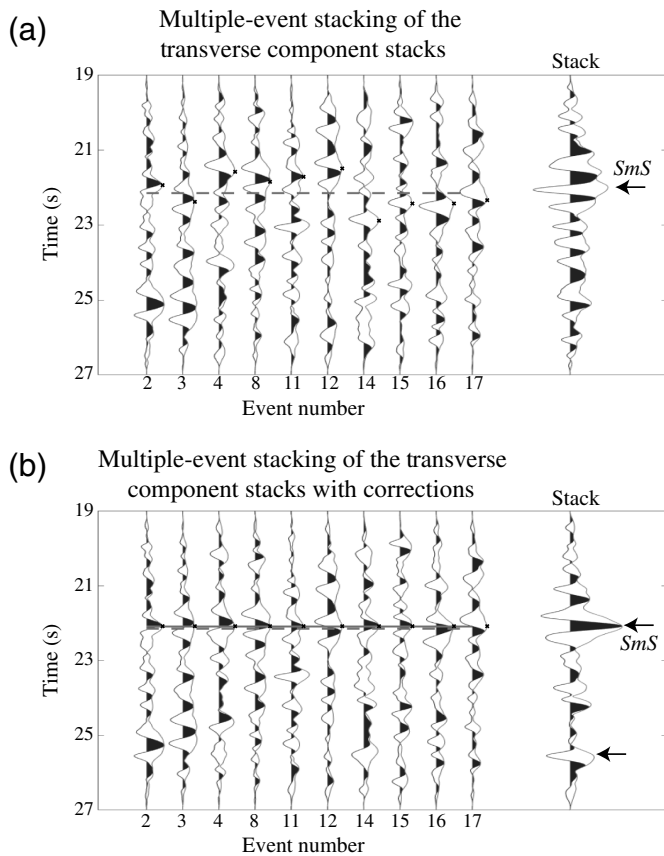 (a)
Multiple-event stacking of the
transverse component stacks
Stack
19
21
SmS
Time (s)
23
25
27
2 3 4 8 11 12 14 15 16 17
Event number
(b)
Multiple-event stacking of the transverse
component stacks with corrections
Stack
19
21
SmS
Time (s)
23
25
27
2 3 4 8 11 12 14 15 16 17
Event number